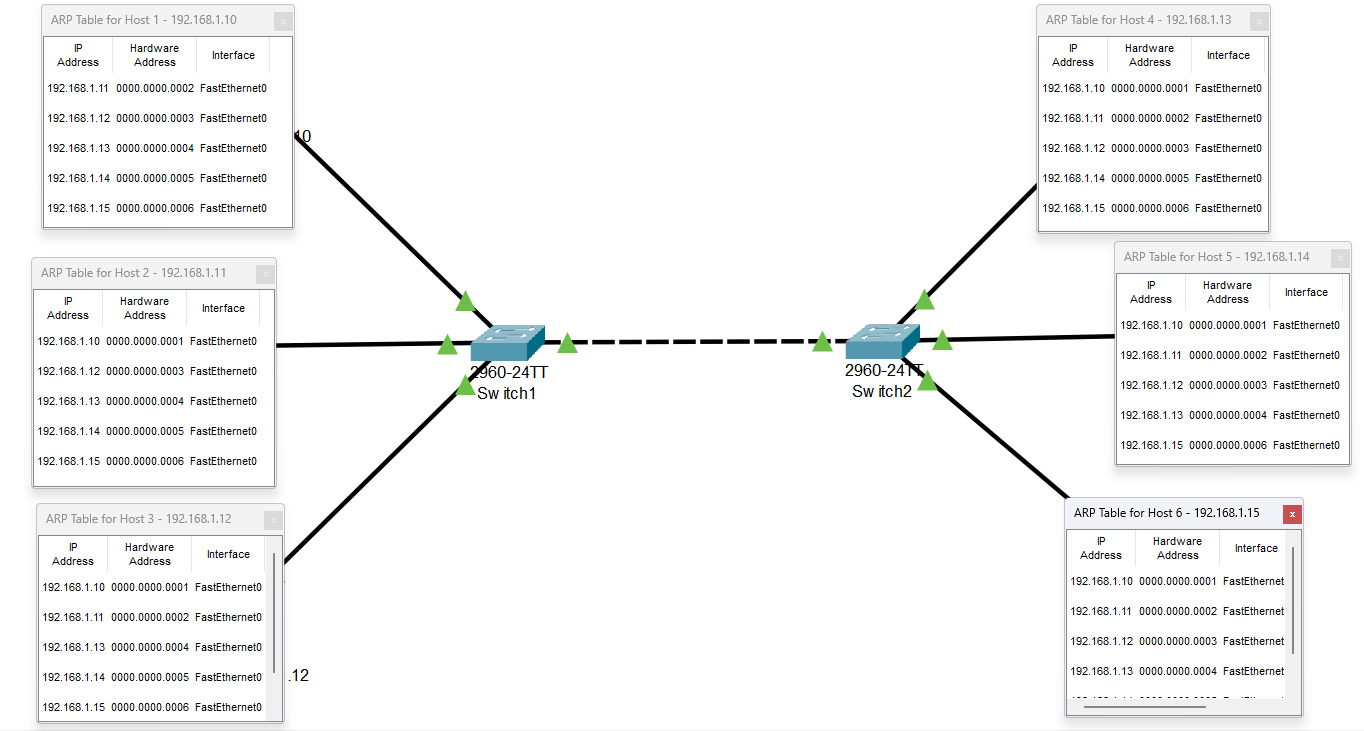 ARP Table for Host 1 - 192.168.1.10
x
IP Address Hardware Address Interface
192.168.1.11 0000.0000.0002 FastEthernet0
192.168.1.12 0000.0000.0003 FastEthernet0
192.168.1.13 0000.0000.0004 FastEthernet0
192.168.1.14 0000.0000.0005 FastEthernet0
192.168.1.15 0000.0000.0006 FastEthernet0
10
ARP Table for Host 2 - 192.168.1.11
x
IP Address Hardware Address Interface
192.168.1.10 0000.0000.0001 FastEthernet0
192.168.1.12 0000.0000.0003 FastEthernet0
192.168.1.13 0000.0000.0004 FastEthernet0
192.168.1.14 0000.0000.0005 FastEthernet0
192.168.1.15 0000.0000.0006 FastEthernet0
ARP Table for Host 3 - 192.168.1.12
x
IP Address Hardware Address Interface
192.168.1.10 0000.0000.0001 FastEthernet0
192.168.1.11 0000.0000.0002 FastEthernet0
192.168.1.13 0000.0000.0004 FastEthernet0
192.168.1.14 0000.0000.0005 FastEthernet0
192.168.1.15 0000.0000.0006 FastEthernet0
.12
2960-24TT
Switch1
2960-24TT
Switch2
ARP Table for Host 4 - 192.168.1.13
x
IP Address Hardware Address Interface
192.168.1.10 0000.0000.0001 FastEthernet0
192.168.1.11 0000.0000.0002 FastEthernet0
192.168.1.12 0000.0000.0003 FastEthernet0
192.168.1.14 0000.0000.0005 FastEthernet0
192.168.1.15 0000.0000.0006 FastEthernet0
ARP Table for Host 5 - 192.168.1.14
x
IP Address Hardware Address Interface
192.168.1.10 0000.0000.0001 FastEthernet0
192.168.1.11 0000.0000.0002 FastEthernet0
192.168.1.12 0000.0000.0003 FastEthernet0
192.168.1.13 0000.0000.0004 FastEthernet0
192.168.1.15 0000.0000.0006 FastEthernet0
ARP Table for Host 6 - 192.168.1.15
x
IP Address Hardware Address Interface
192.168.1.10 0000.0000.0001 FastEthernet
192.168.1.11 0000.0000.0002 FastEthernet
192.168.1.12 0000.0000.0003 FastEthernet
192.168.1.13 0000.0000.0004 FastEthernet